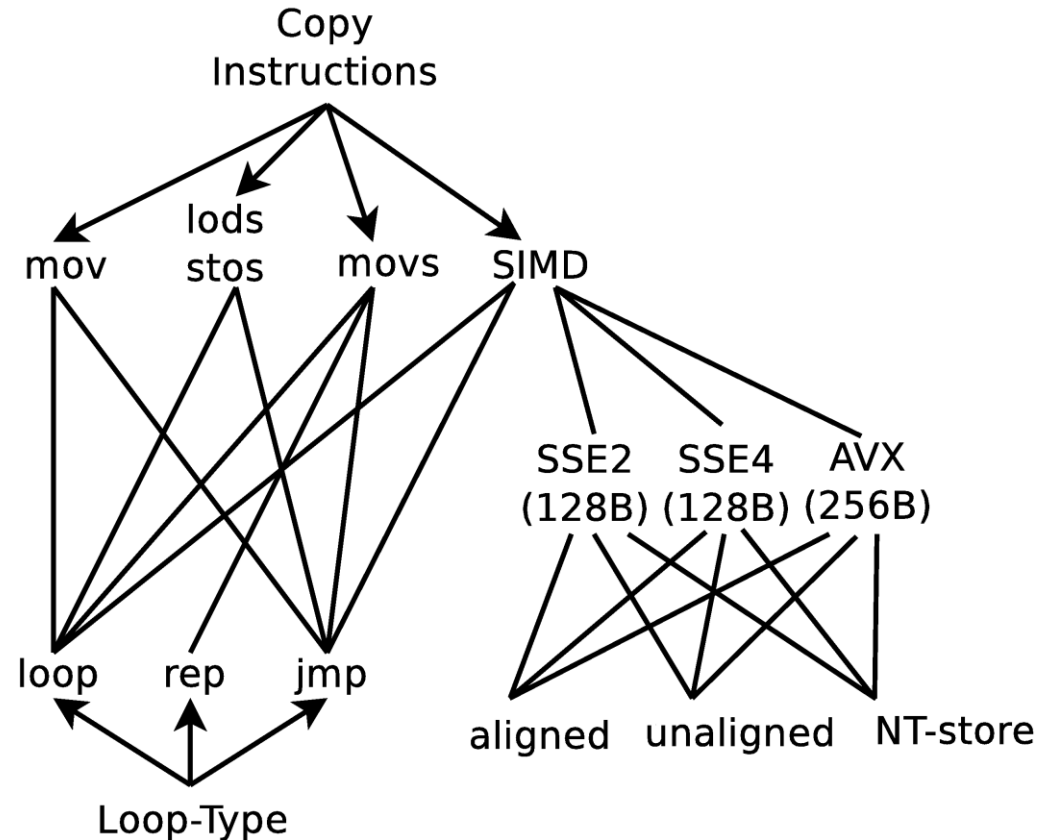 Copy
Instructions
lods
stos
mov
movs
SIMD
SSE2
(128B)
SSE4
(128B)
AVX
(256B)
loop
rep
jmp
aligned
unaligned
NT-store
Loop-Type